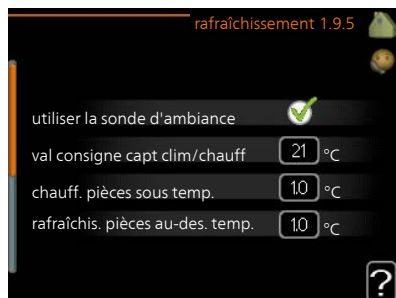 rafraîchissement 1.9.5
utiliser la sonde d'ambiance
val consigne capt clim/chauff 21 °C
chauff. pièces sous temp. 1.0 °C
rafraîchis. pièces au-des. temp. 1.0 °C
?